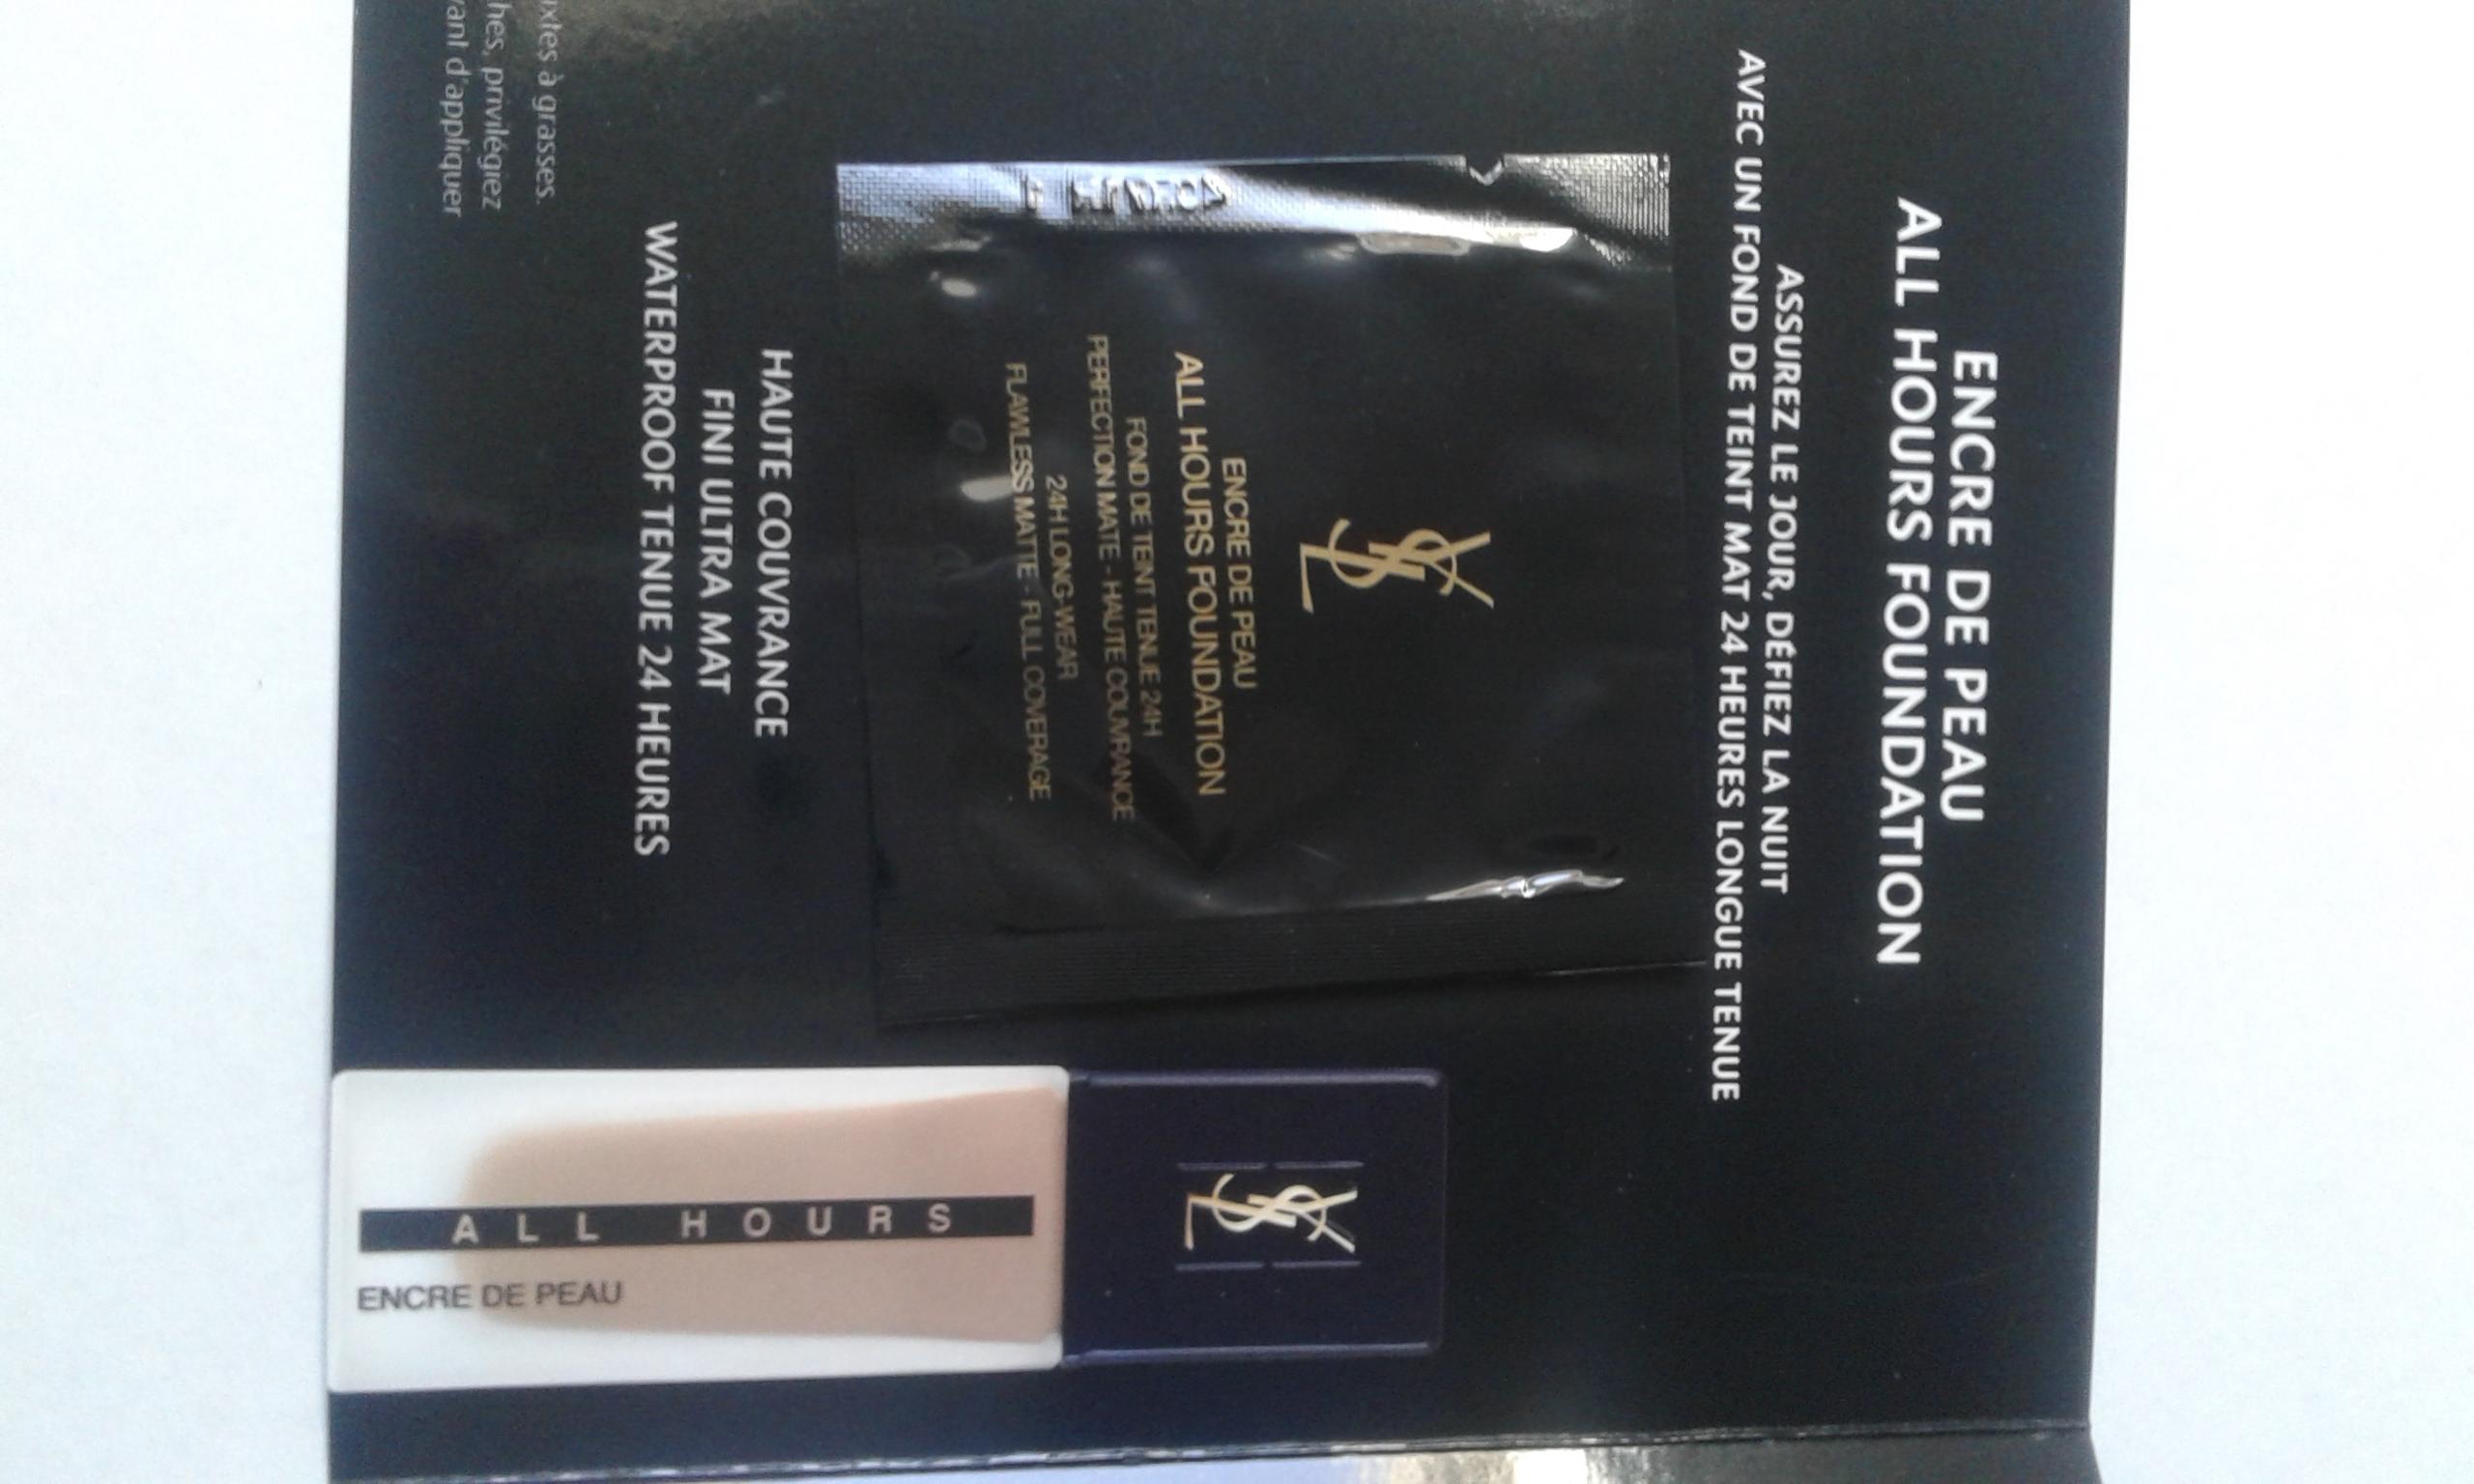 ENCRE DE PEAU
ALL HOURS FOUNDATION
ASSUREZ LE JOUR, DÉFIEZ LA NUIT
AVEC UN FOND DE TEINT MAT 24 HEURES LONGUE TENUE
YSL
ENCRE DE PEAU
ALL HOURS FOUNDATION
FOND DE TEINT TENUE 24H
PERFECTION MATE - HAUTE COUVRANCE
24H LONG-WEAR
FLAWLESS MATTE - FULL COVERAGE
HAUTE COUVRANCE
FINI ULTRA MAT
WATERPROOF TENUE 24 HEURES
à grasses.
privilégiez
d'appliquer
YSL
ALL HOURS
ENCRE DE PEAU